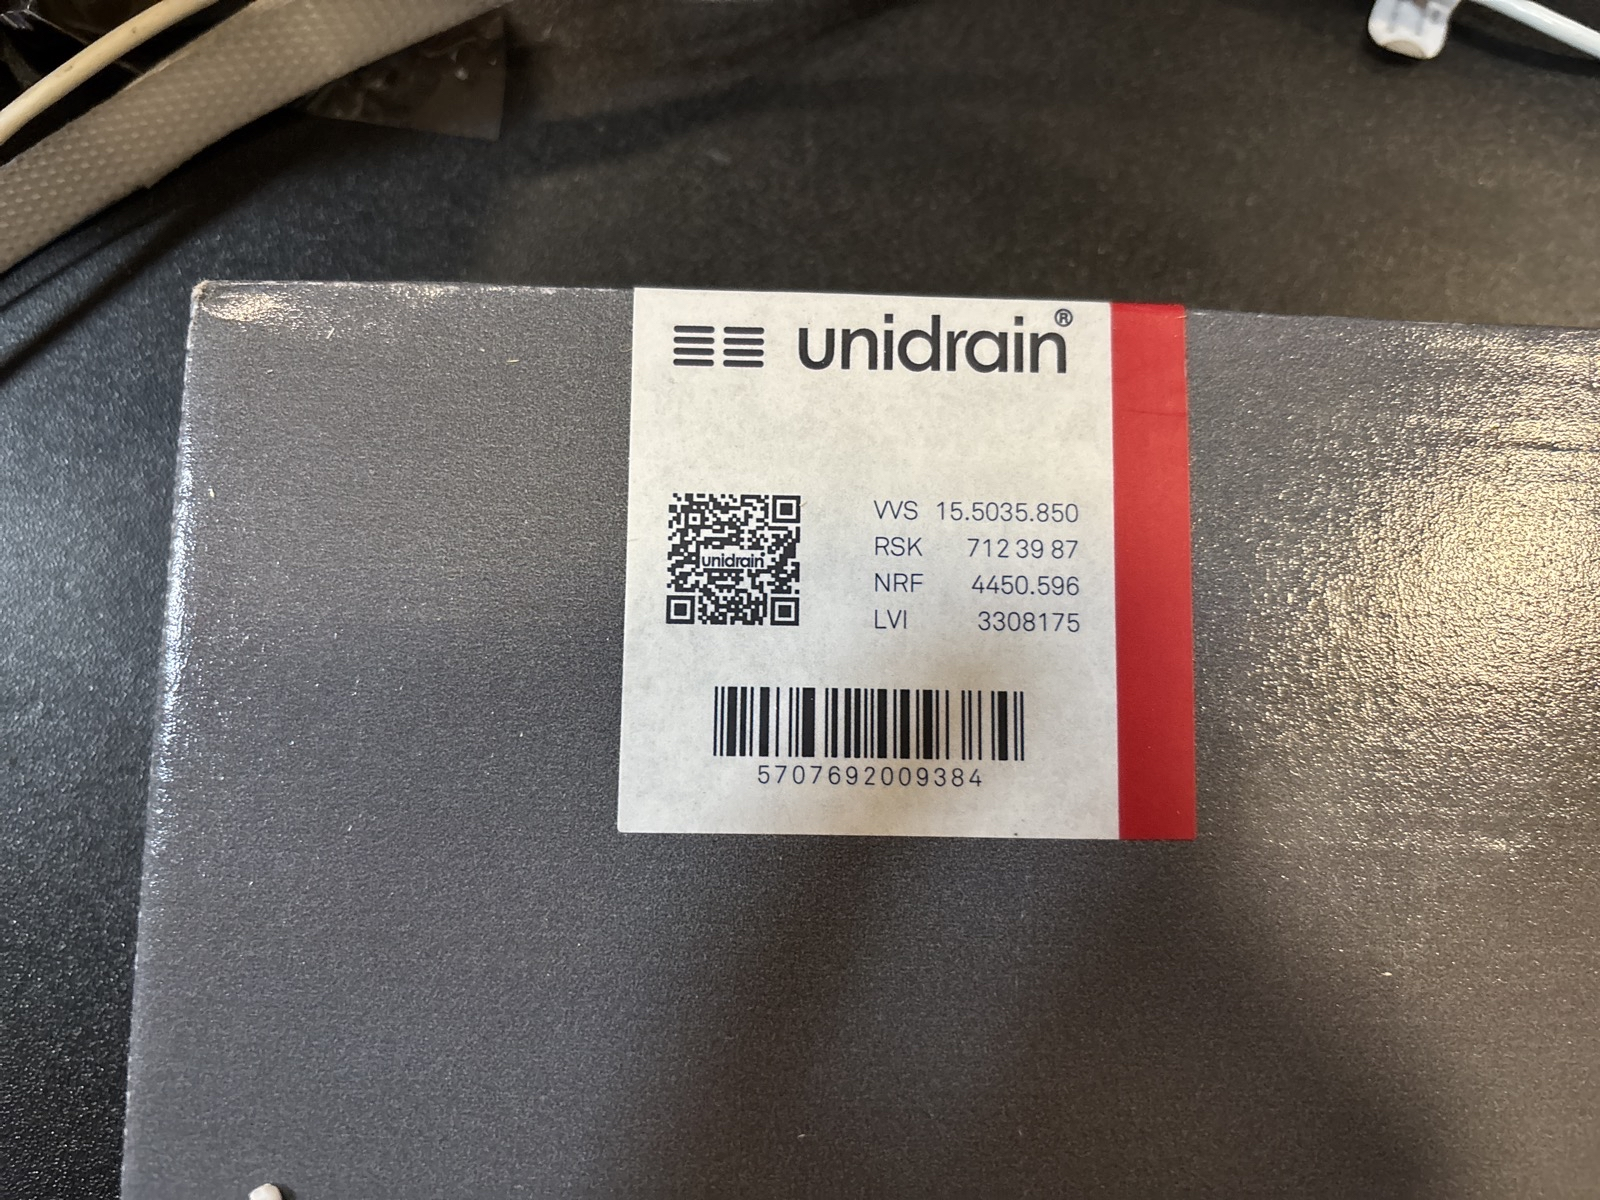 unidrain®
unidrain®
VVS 15.5035.850
RSK 712 39 87
NRF 4450.596
LVI 3308175
5707692009384